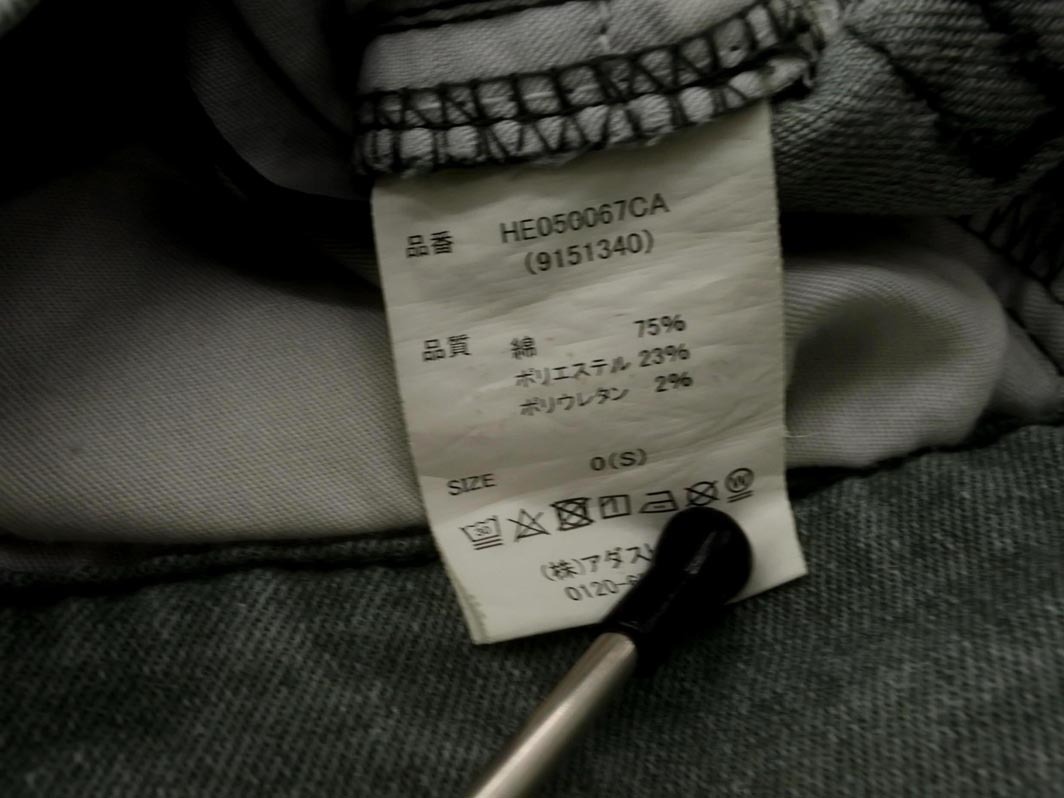 品番 HE050067CA
(9151340)
品質 綿 75%
ポリエステル 23%
ポリウレタン 2%
SIZE 0(S)
30 W
(株)アダス
0120-6